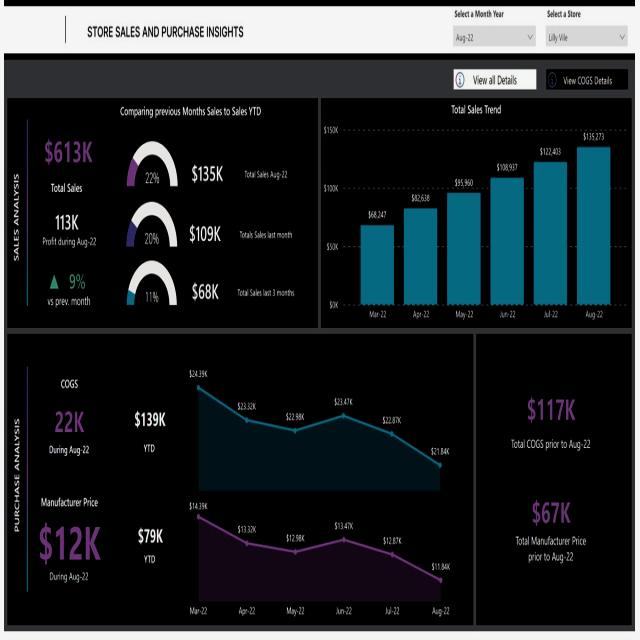 STORE SALES AND PURCHASE INSIGHTS
Select a Month Year
Aug-22
Select a Store
Lilly Vile
View all Details
View COGS Details
SALES ANALYSIS
Comparing previous Months Sales to Sales YTD
$613K
Total Sales
113K
Profit during Aug-22
▲ 9%
vs prev. month
22%
$135K
Total Sales Aug-22
20%
$109K
Totals Sales last month
11%
$68K
Total Sales last 3 months
Total Sales Trend
$150K
$100K
$50K
$0K
$68,247
$82,638
$95,960
$108,937
$122,403
$135,273
Mar-22
Apr-22
May-22
Jun-22
Jul-22
Aug-22
PURCHASE ANALYSIS
COGS
22K
During Aug-22
$139K
YTD
Manufacturer Price
$12K
During Aug-22
$79K
YTD
$24.39K
$23.32K
$22.98K
$23.47K
$22.87K
$21.84K
$14.39K
$13.32K
$12.98K
$13.47K
$12.87K
$11.84K
Mar-22
Apr-22
May-22
Jun-22
Jul-22
Aug-22
$117K
Total COGS prior to Aug-22
$67K
Total Manufacturer Price
prior to Aug-22